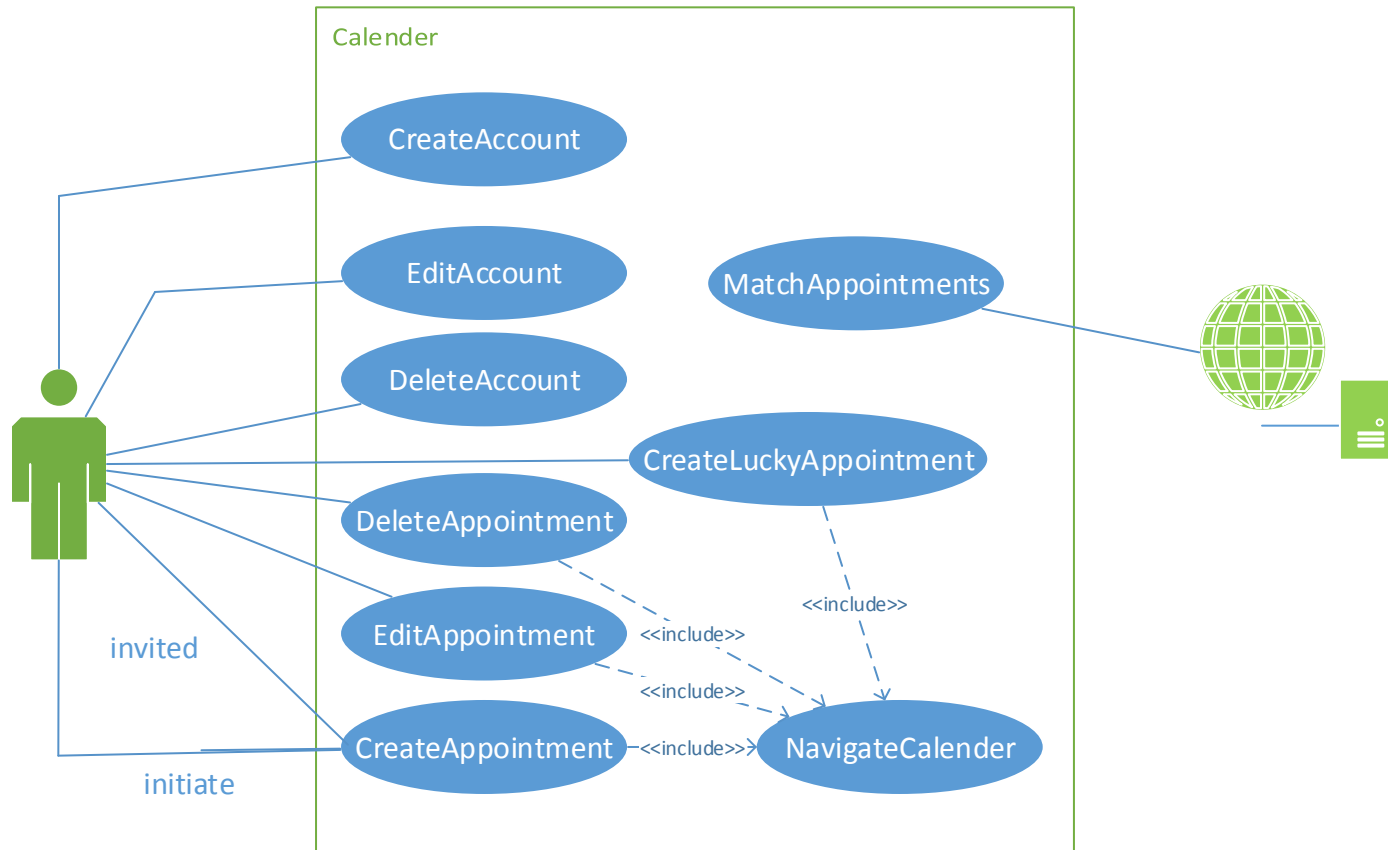 Calender
CreateAccount
EditAccount
MatchAppointments
DeleteAccount
CreateLuckyAppointment
DeleteAppointment
<<include>>
EditAppointment
<<include>>
invited
<<include>>
CreateAppointment
<<include>>
NavigateCalender
initiate